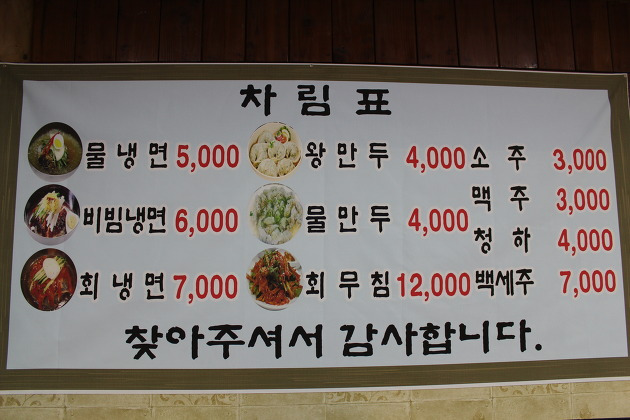 차림표
물냉면 5,000 왕만두 4,000 소주 3,000
맥주 3,000
비빔냉면 6,000 물만두 4,000
청하 4,000
회냉면 7,000 회무침 12,000 백세주 7,000
찾아주셔서 감사합니다.